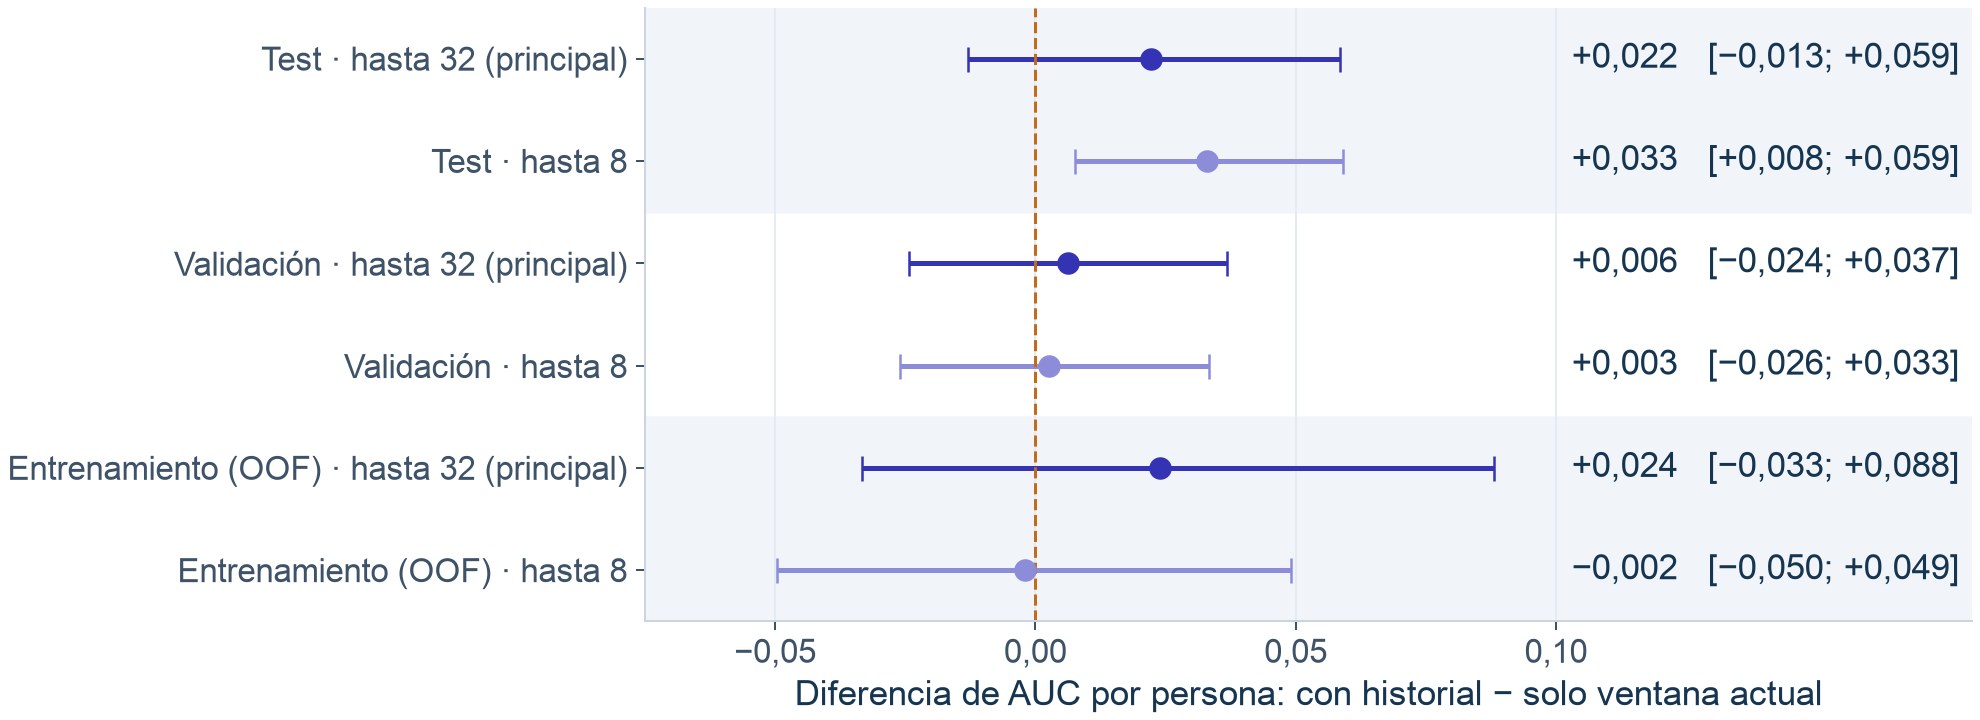 Test · hasta 32 (principal) +0,022 [−0,013; +0,059]
Test · hasta 8 +0,033 [+0,008; +0,059]
Validación · hasta 32 (principal) +0,006 [−0,024; +0,037]
Validación · hasta 8 +0,003 [−0,026; +0,033]
Entrenamiento (OOF) · hasta 32 (principal) +0,024 [−0,033; +0,088]
Entrenamiento (OOF) · hasta 8 −0,002 [−0,050; +0,049]
−0,05 0,00 0,05 0,10
Diferencia de AUC por persona: con historial − solo ventana actual